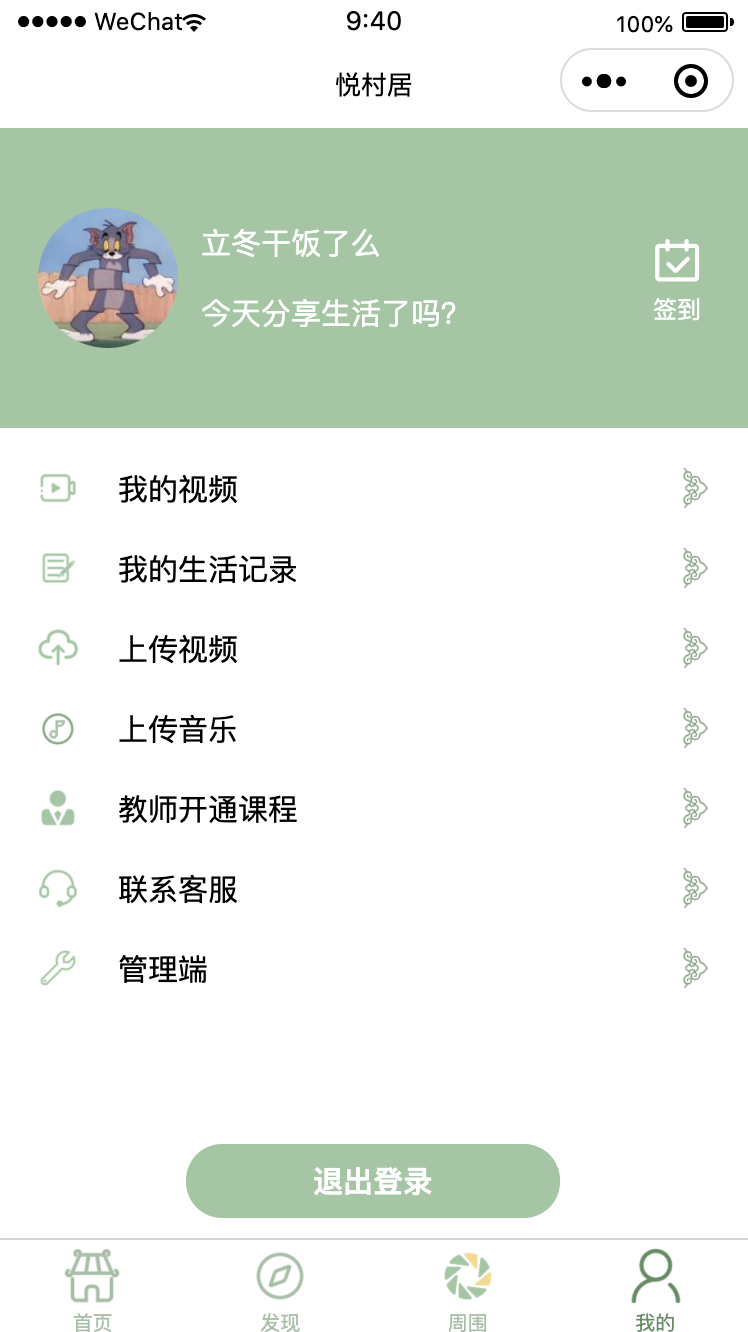 ●●●●● WeChat 9:40 100%
悦村居
立冬干饭了么
今天分享生活了吗?
签到
我的视频
我的生活记录
上传视频
上传音乐
教师开通课程
联系客服
管理端
退出登录
首页 发现 周围 我的